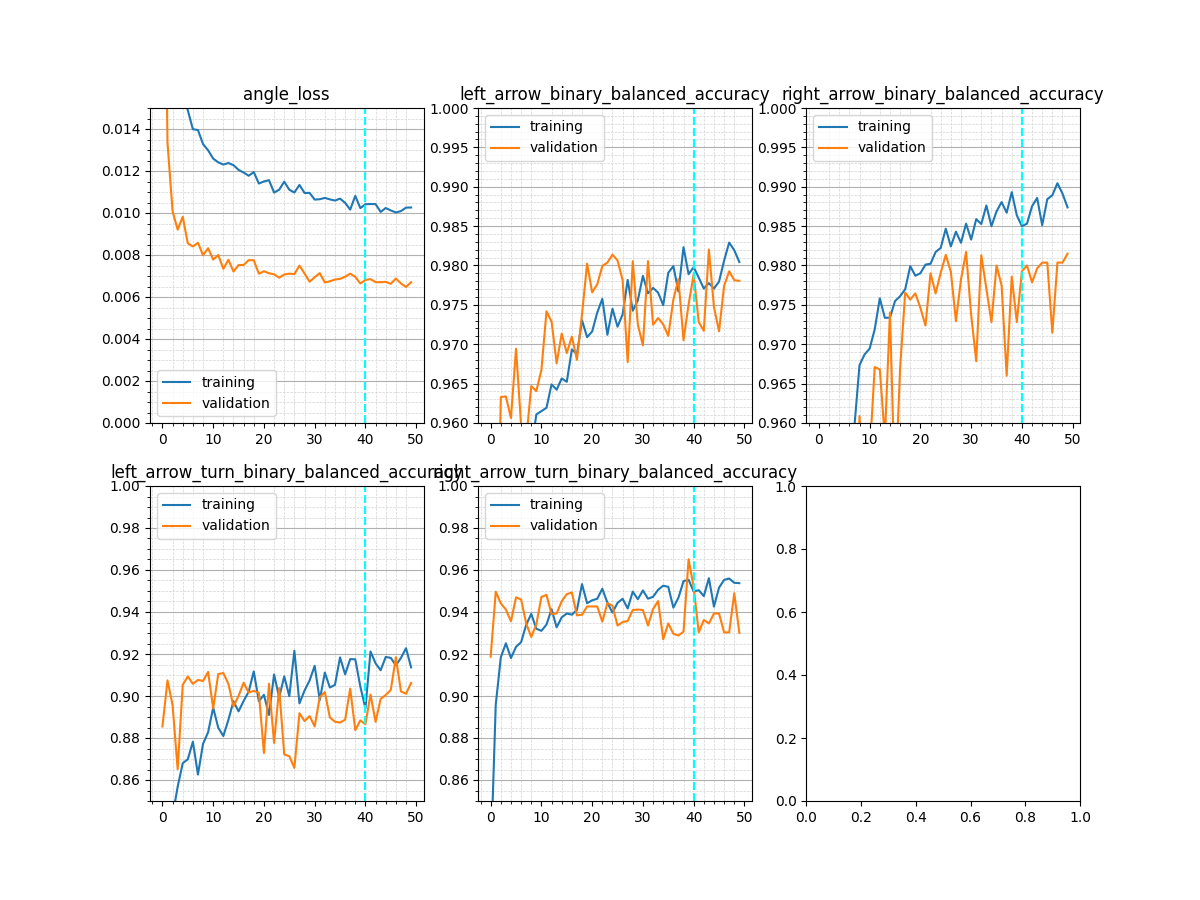 angle_loss
0.014
0.012
0.010
0.008
0.006
0.004
0.002
0.000
training
validation
0 10 20 30 40 50
left_arrow_binary_balanced_accuracy
1.000
0.995
0.990
0.985
0.980
0.975
0.970
0.965
0.960
training
validation
0 10 20 30 40 50
right_arrow_binary_balanced_accuracy
1.000
0.995
0.990
0.985
0.980
0.975
0.970
0.965
0.960
training
validation
0 10 20 30 40 50
left_arrow_turn_binary_balanced_accuracy
1.00
0.98
0.96
0.94
0.92
0.90
0.88
0.86
training
validation
0 10 20 30 40 50
right_arrow_turn_binary_balanced_accuracy
1.00
0.98
0.96
0.94
0.92
0.90
0.88
0.86
training
validation
0 10 20 30 40 50
1.0
0.8
0.6
0.4
0.2
0.0
0.0 0.2 0.4 0.6 0.8 1.0